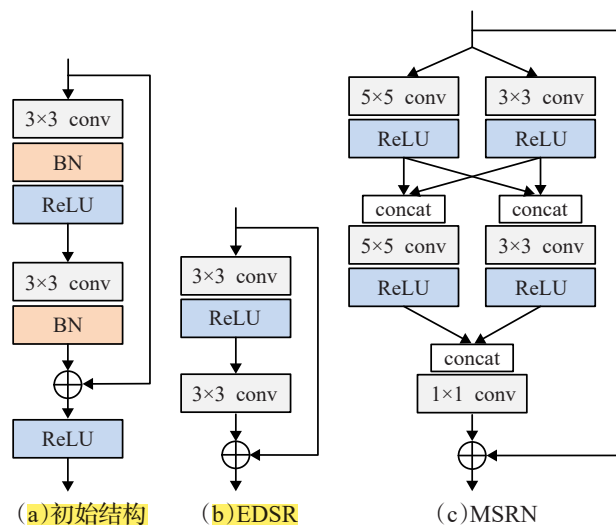 3×3 conv
BN
ReLU
3×3 conv
BN
ReLU
(a)初始结构
3×3 conv
ReLU
3×3 conv
(b)EDSR
5×5 conv
3×3 conv
ReLU
ReLU
concat
concat
5×5 conv
3×3 conv
ReLU
ReLU
concat
1×1 conv
(c)MSRN